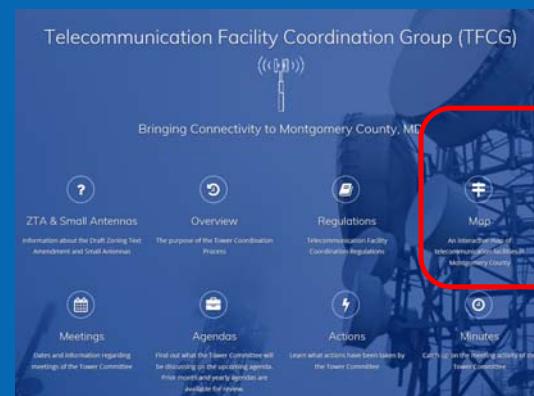 Telecommunication Facility Coordination Group (TFCG)
Bringing Connectivity to Montgomery County, MD
?
ZTA & Small Antennas
Information about the Draft Zoning Text
Amendment and Small Antennas
Overview
The purpose of the Tower Coordination
Process
Regulations
Telecommunication Facility
Coordination Regulations
Map
An interactive map of
telecommunication facilities in
Montgomery County
Meetings
Dates and information regarding
meetings of the Tower Committee
Agendas
Find out what the Tower Committee will
be discussing on the upcoming agenda.
Prior month and yearly agendas are
available for review.
Actions
Learn what actions have been taken by
the Tower Committee
Minutes
Catch up on the meeting activity of the
Tower Committee